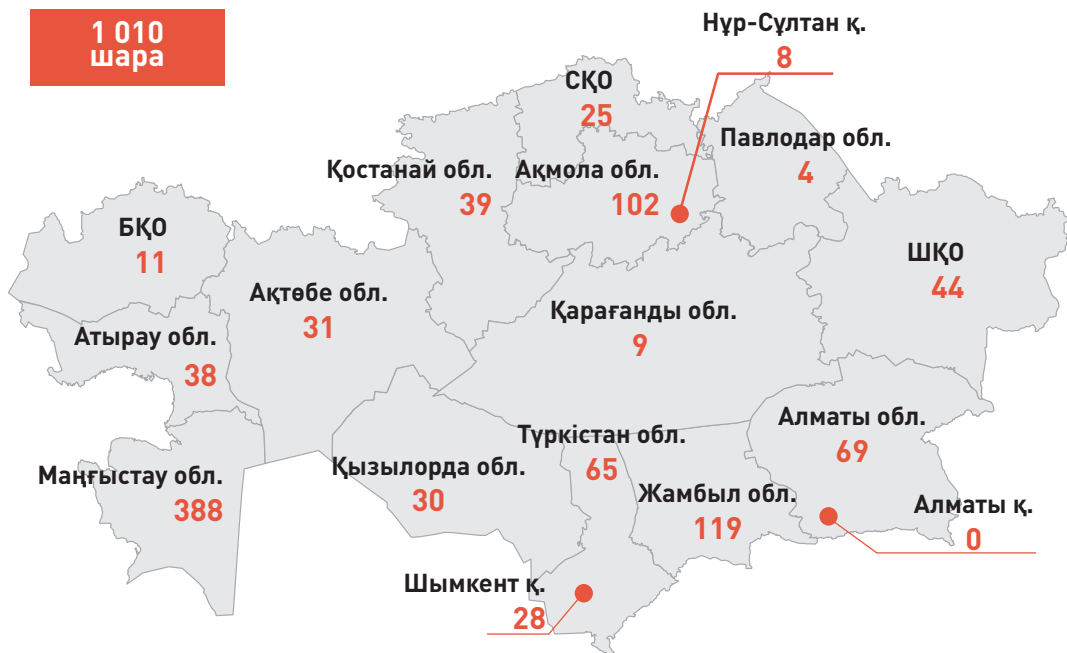 1 010
шара
Нұр-Сұлтан қ.
8
СҚО
25
Павлодар обл.
4
Қостанай обл.
39
Ақмола обл.
102
БҚО
11
ШҚО
44
Ақтөбе обл.
31
Қарағанды обл.
9
Атырау обл.
38
Алматы обл.
69
Түркістан обл.
65
Қызылорда обл.
30
Маңғыстау обл.
388
Жамбыл обл.
119
Алматы қ.
0
Шымкент қ.
28